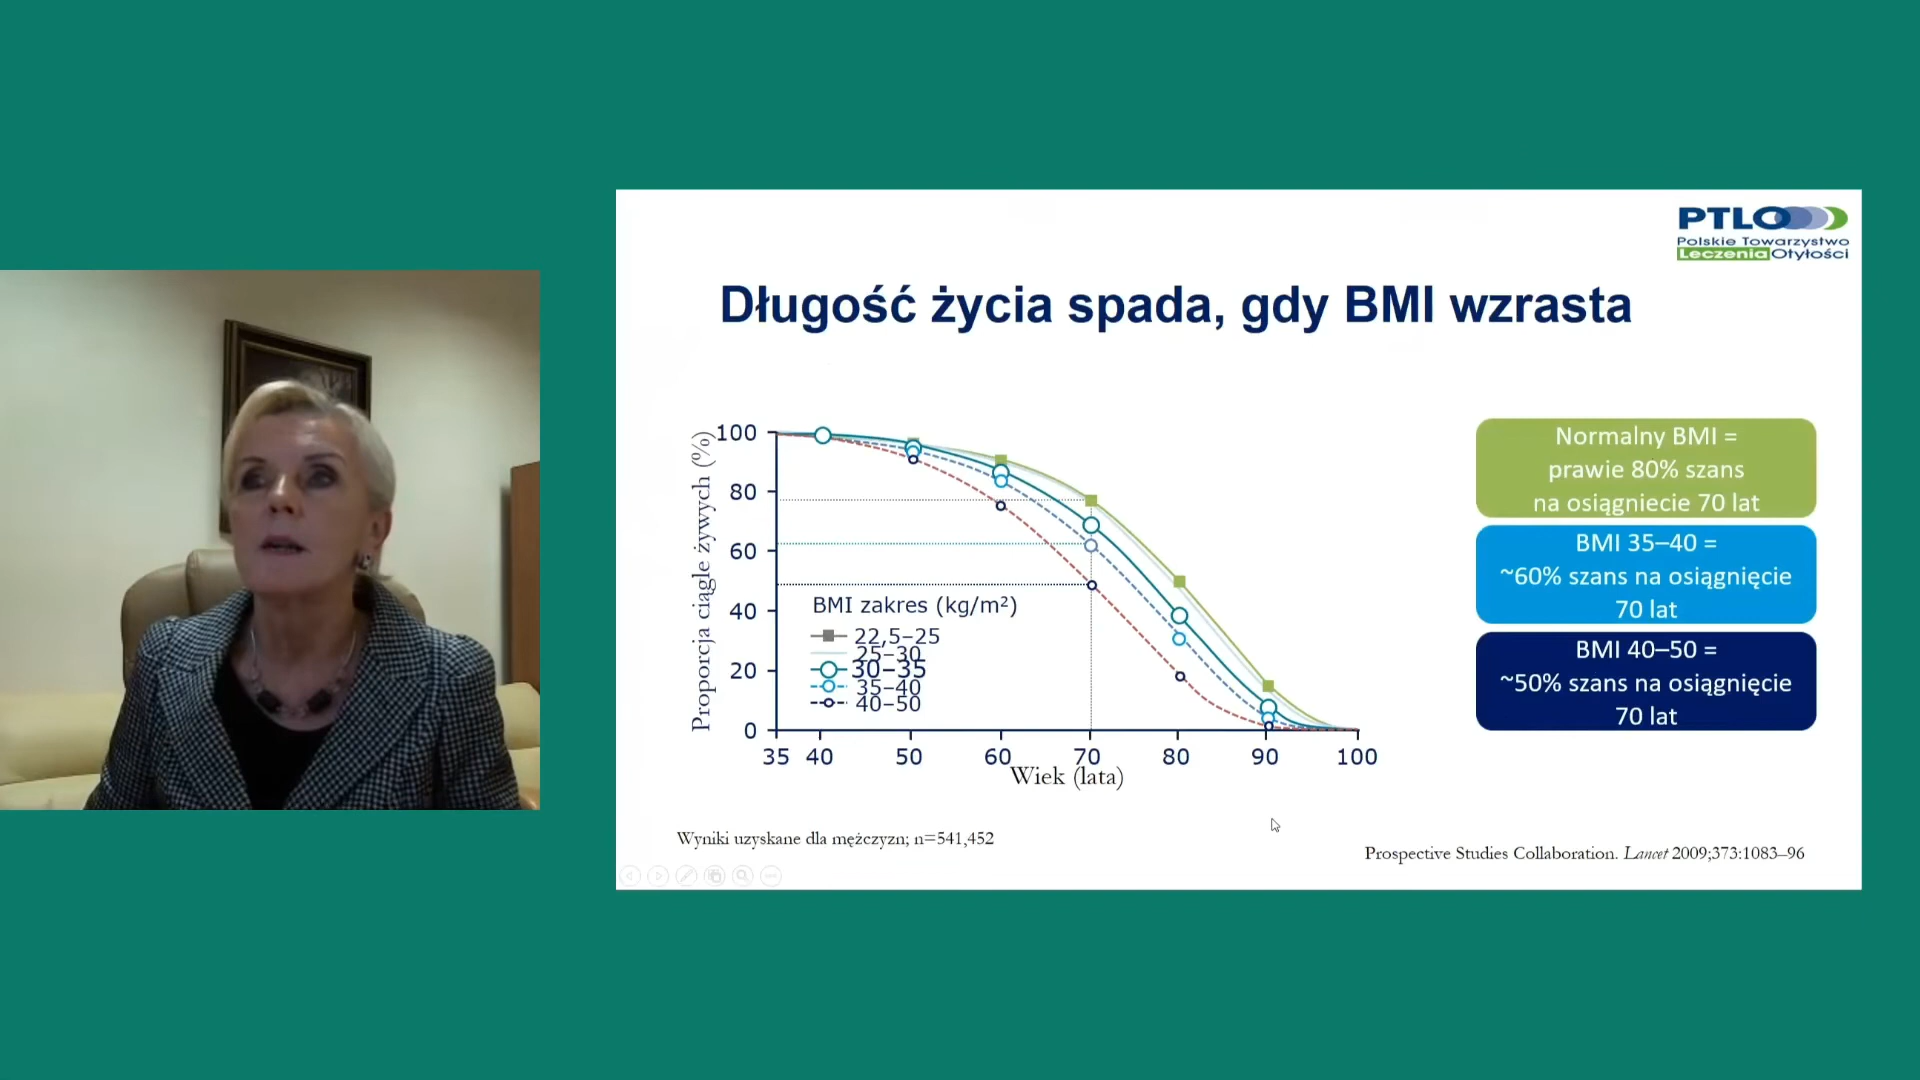 PTLO
Polskie Towarzystwo
Leczenia Otyłości
Długość życia spada, gdy BMI wzrasta
Proporcja ciągle żywych (%)
100
80
60
40
20
0
BMI zakres (kg/m²)
22,5–25
25–30
30–35
35–40
40–50
35 40 50 60 70 80 90 100
Wiek (lata)
Normalny BMI =
prawie 80% szans
na osiągniecie 70 lat
BMI 35–40 =
~60% szans na osiągnięcie
70 lat
BMI 40–50 =
~50% szans na osiągnięcie
70 lat
Wyniki uzyskane dla mężczyzn; n=541,452
Prospective Studies Collaboration. Lancet 2009;373:1083–96